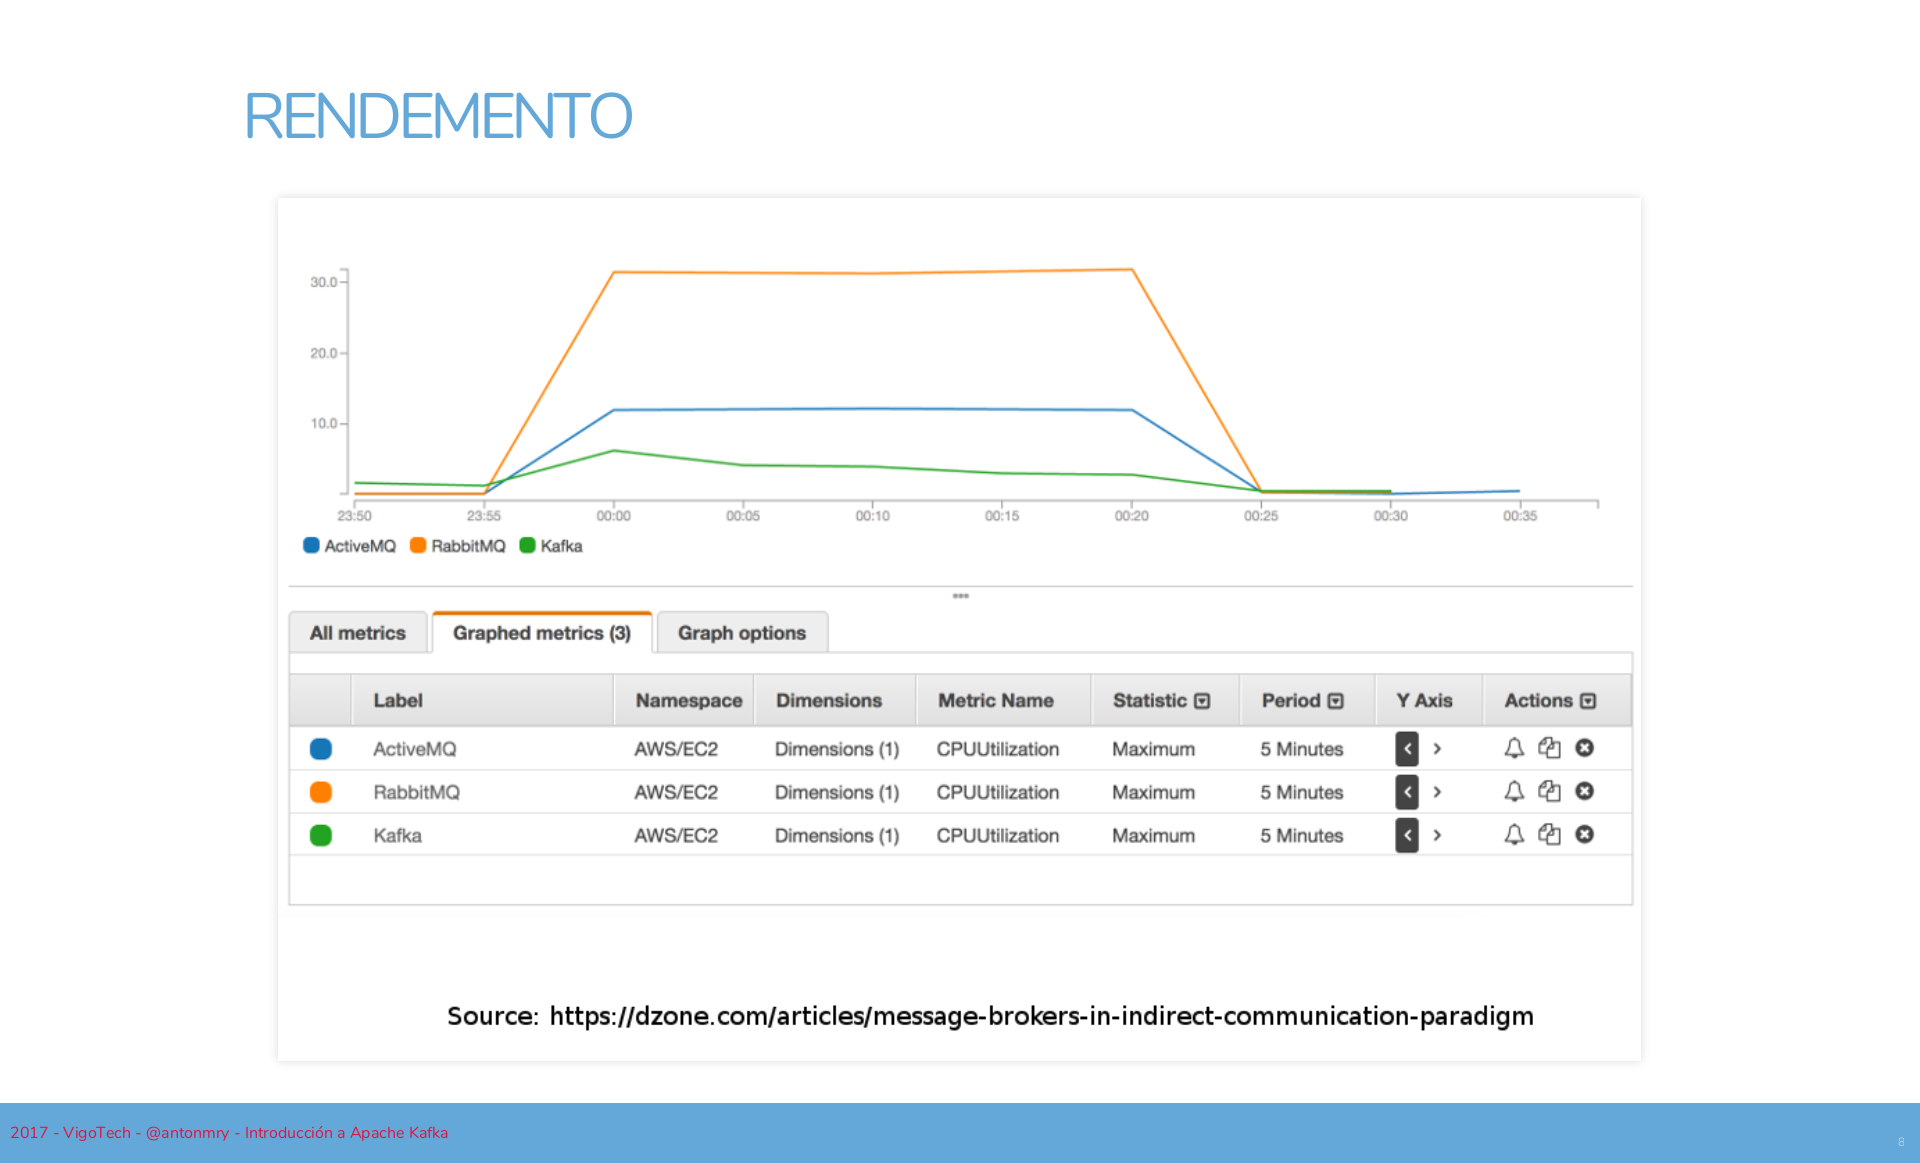 RENDEMENTO
30.0
20.0
10.0
23:50 23:55 00:00 00:05 00:10 00:15 00:20 00:25 00:30 00:35
ActiveMQ RabbitMQ Kafka
All metrics Graphed metrics (3) Graph options
Label Namespace Dimensions Metric Name Statistic Period Y Axis Actions
ActiveMQ AWS/EC2 Dimensions (1) CPUUtilization Maximum 5 Minutes
RabbitMQ AWS/EC2 Dimensions (1) CPUUtilization Maximum 5 Minutes
Kafka AWS/EC2 Dimensions (1) CPUUtilization Maximum 5 Minutes
Source: https://dzone.com/articles/message-brokers-in-indirect-communication-paradigm
2017 - VigoTech - @antonmry - Introducción a Apache Kafka
8